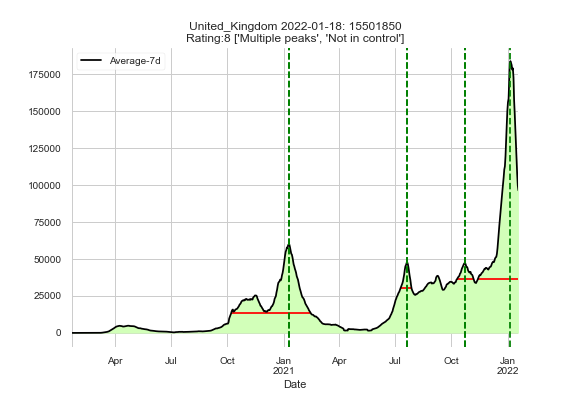 United_Kingdom 2022-01-18: 15501850
Rating:8 ['Multiple peaks', 'Not in control']
Average-7d
175000
150000
125000
100000
75000
50000
25000
0
Apr Jul Oct Jan Apr Jul Oct Jan
2021 2022
Date